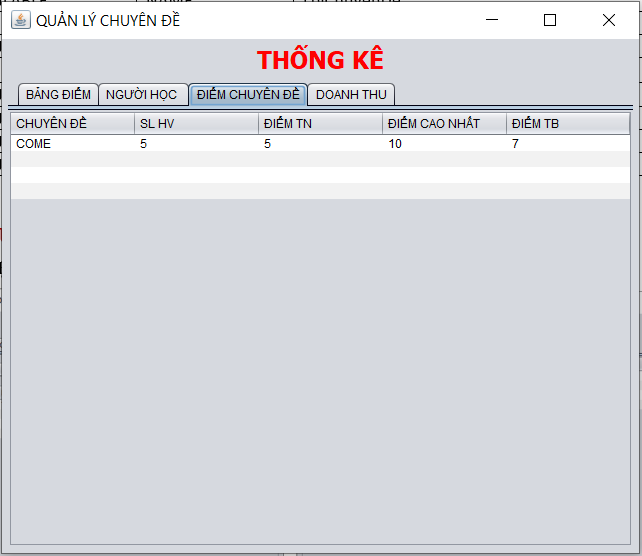 QUẢN LÝ CHUYÊN ĐỀ
THỐNG KÊ
BẢNG ĐIỂM NGƯỜI HỌC ĐIỂM CHUYÊN ĐỀ DOANH THU
CHUYÊN ĐỀ SL HV ĐIỂM TN ĐIỂM CAO NHẤT ĐIỂM TB
COME 5 5 10 7